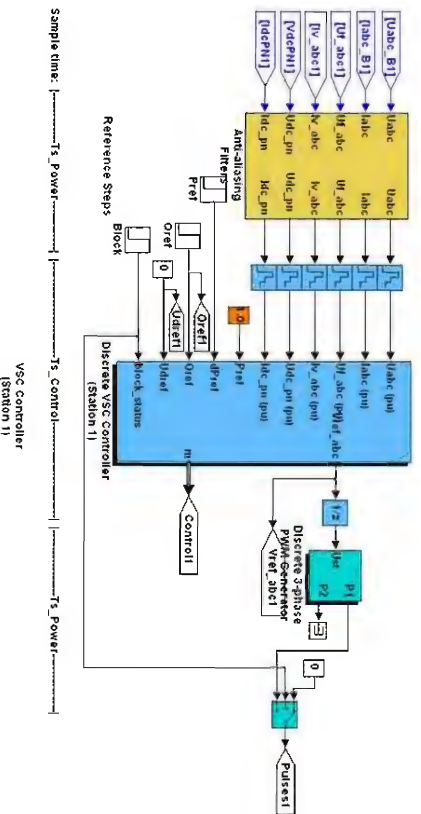 [Uabc_B1]
[Iabc_B1]
[Uf_abc1]
[Iv_abc1]
[VdcPN1]
[IdcPN1]
Uabc Uabc
Iabc Iabc
Uf_abc Uf_abc
Iv_abc Iv_abc
Udc_pn Udc_pn
Idc_pn Idc_pn
Anti-aliasing
Filters
Uabc (pu)
Iabc (pu)
Uf_abc (pu)
Vref_abc
Iv_abc (pu)
Udc_pn (pu)
Idc_pn (pu)
Pref
dPref
Qref
Udref
block_status
m
Discrete VSC Controller
(Station 1)
1/z
Uref
P1
P2
Discrete 3-phase
PWM Generator
Vref_abc1
0
Pulses1
Pref
Qref
Qref1
0
Udref1
Control1
Block
Reference Steps
Sample time: |----------Ts_Power----------|----------Ts_Control----------|----------Ts_Power----------|
VSC Controller
(Station 1)